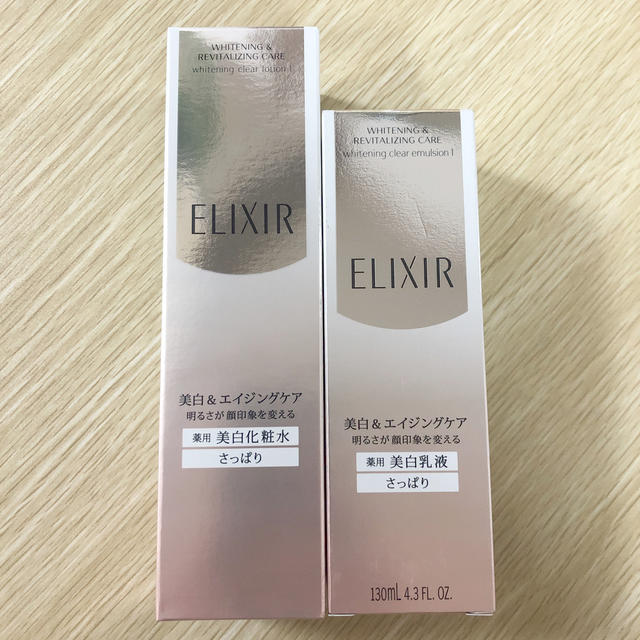 WHITENING &
REVITALIZING CARE
whitening clear lotion I
ELIXIR
美白&エイジングケア
明るさが 顔印象を変える
薬用 美白化粧水
さっぱり
WHITENING &
REVITALIZING CARE
whitening clear emulsion I
ELIXIR
美白&エイジングケア
明るさが 顔印象を変える
薬用 美白乳液
さっぱり
130mL 4.3 FL. OZ.